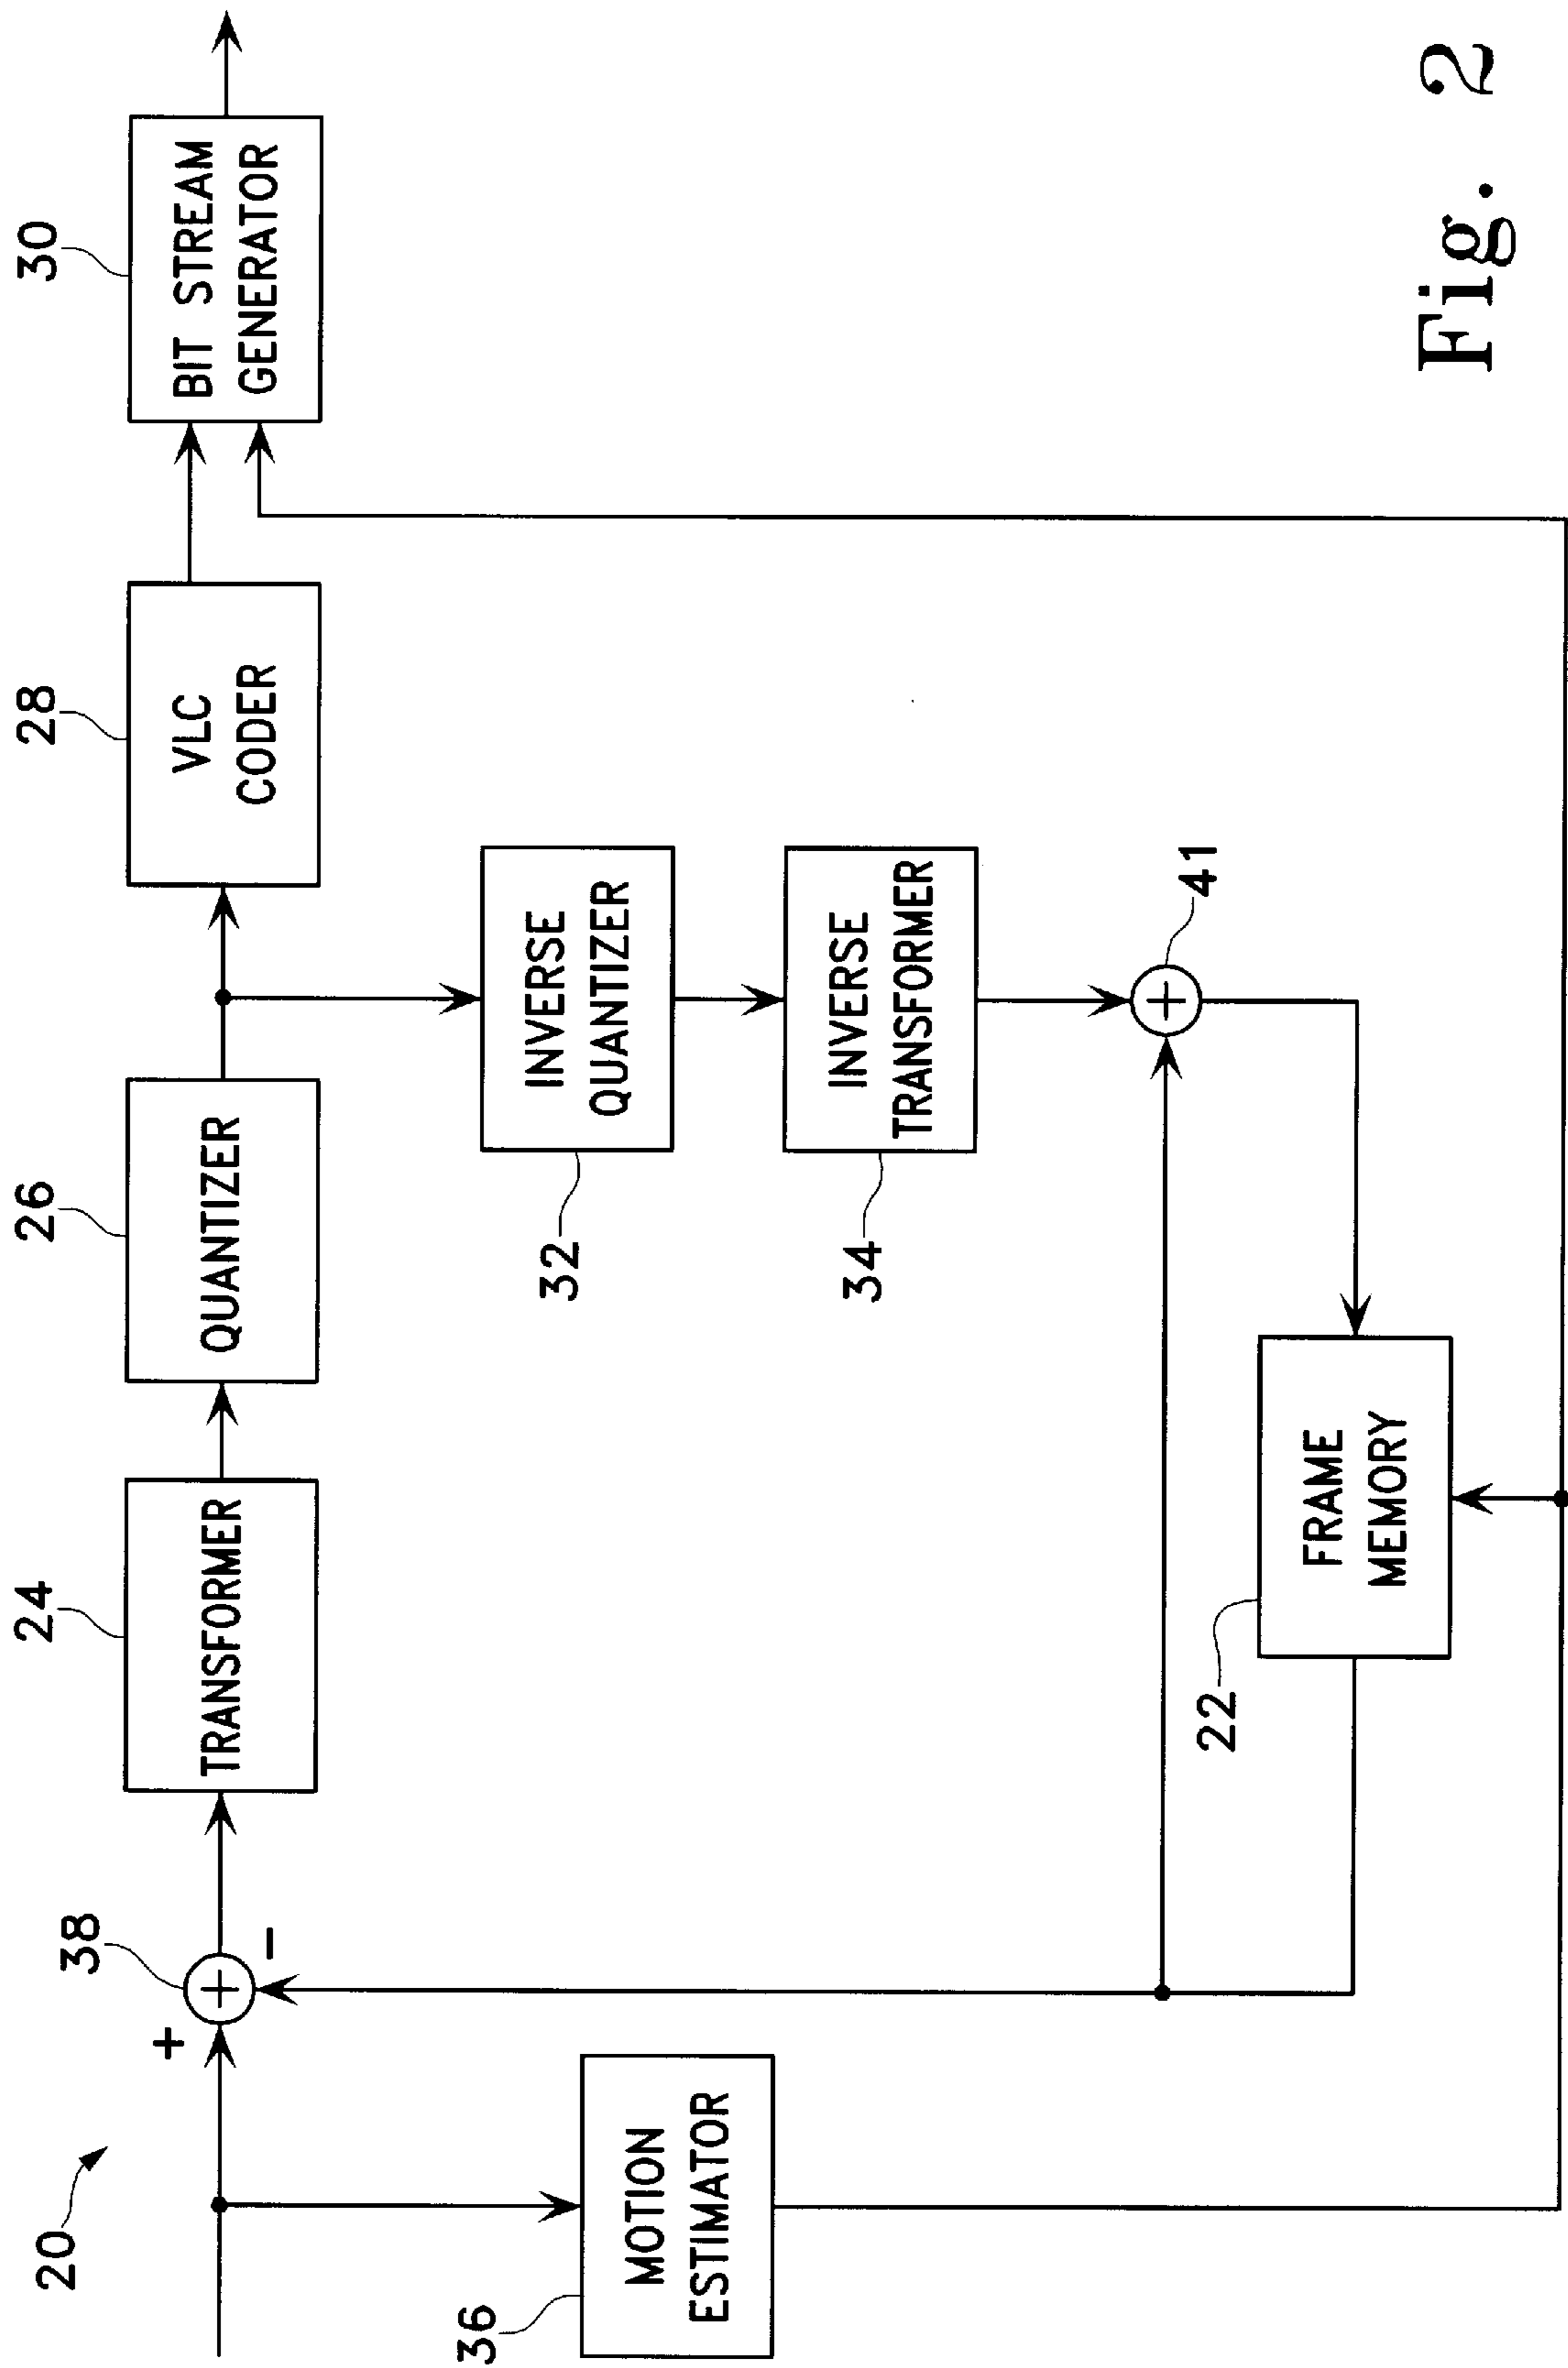 20
38
+
−
24
TRANSFORMER
26
QUANTIZER
28
VLC
CODER
30
BIT STREAM
GENERATOR
36
MOTION
ESTIMATOR
32
INVERSE
QUANTIZER
34
INVERSE
TRANSFORMER
+
+
41
22
FRAME
MEMORY
Fig. 2